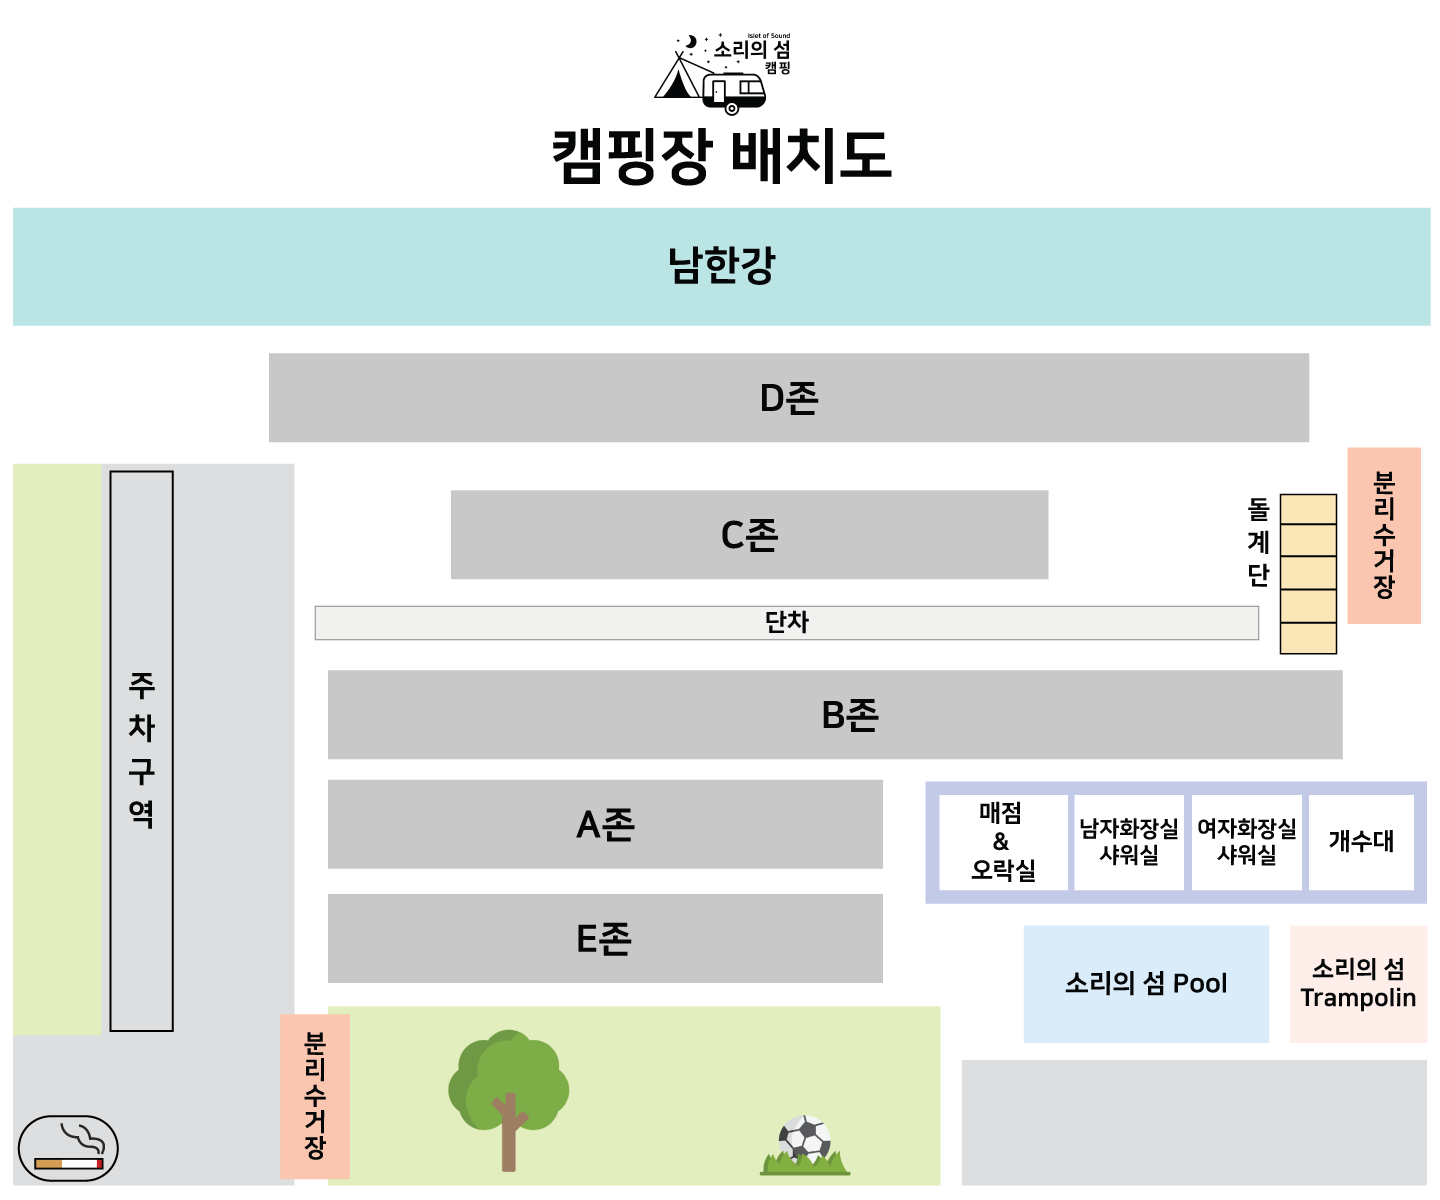 Islet of Sound
소리의 섬
캠핑
캠핑장 배치도
남한강
D존
C존
돌
계
단
분
리
수
거
장
단차
주
차
구
역
B존
A존
매점
&
오락실
남자화장실
샤워실
여자화장실
샤워실
개수대
E존
소리의 섬 Pool
소리의 섬
Trampolin
분
리
수
거
장